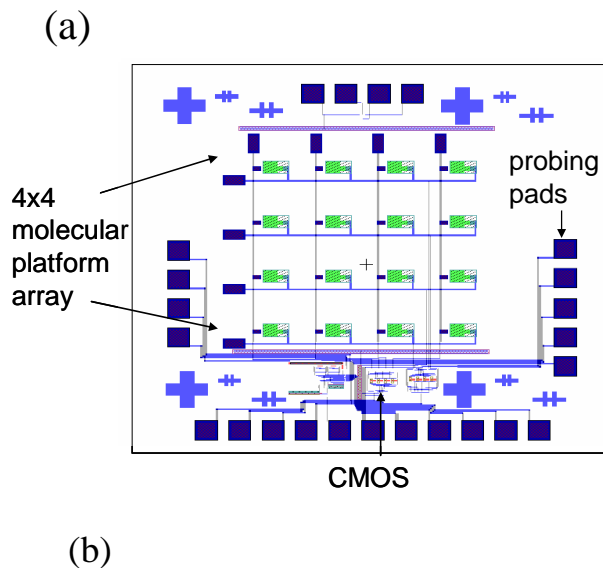 (a)
probing
pads
4x4
molecular
platform
array
CMOS
(b)